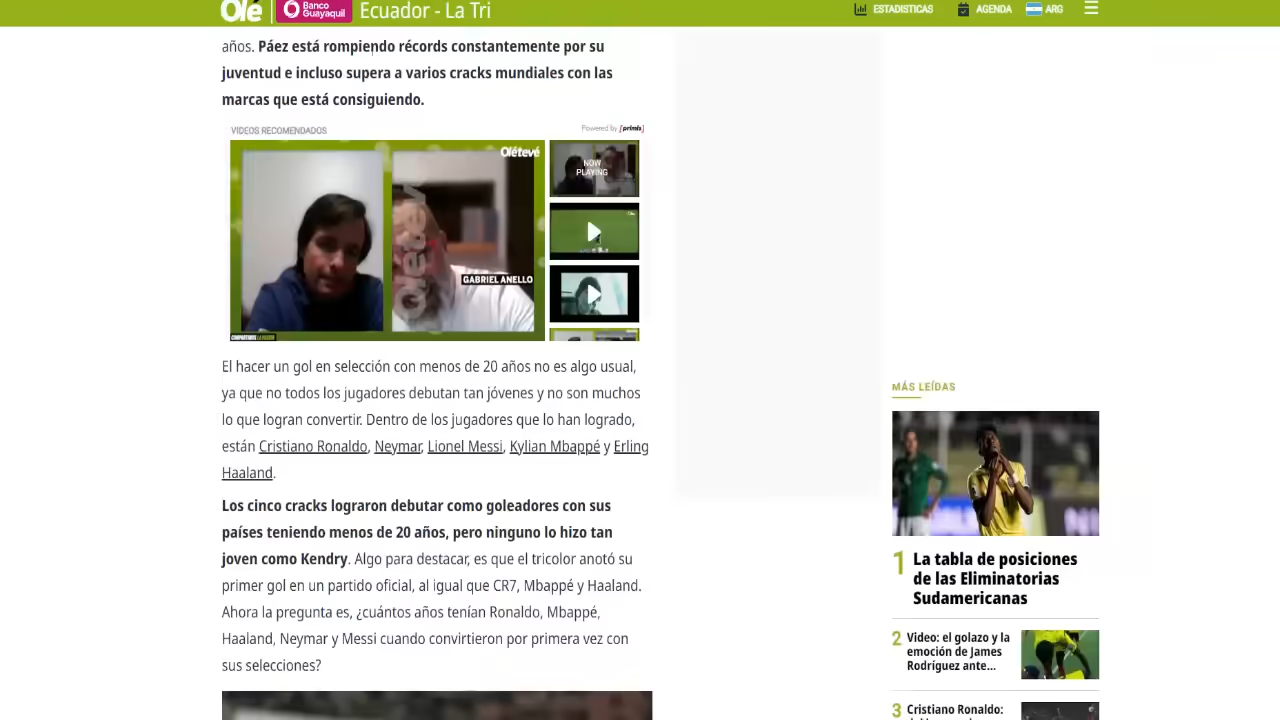 Olé
Banco
Guayaquil
Ecuador - La Tri
ESTADISTICAS
AGENDA
ARG
años. Páez está rompiendo récords constantemente por su
juventud e incluso supera a varios cracks mundiales con las
marcas que está consiguiendo.
VIDEOS RECOMENDADOS
Powered by [primis]
Olétevé
GABRIEL ANELLO
NOW
PLAYING
El hacer un gol en selección con menos de 20 años no es algo usual,
ya que no todos los jugadores debutan tan jóvenes y no son muchos
lo que logran convertir. Dentro de los jugadores que lo han logrado,
están Cristiano Ronaldo, Neymar, Lionel Messi, Kylian Mbappé y Erling
Haaland.
Los cinco cracks lograron debutar como goleadores con sus
países teniendo menos de 20 años, pero ninguno lo hizo tan
joven como Kendry. Algo para destacar, es que el tricolor anotó su
primer gol en un partido oficial, al igual que CR7, Mbappé y Haaland.
Ahora la pregunta es, ¿cuántos años tenían Ronaldo, Mbappé,
Haaland, Neymar y Messi cuando convirtieron por primera vez con
sus selecciones?
MÁS LEÍDAS
1 La tabla de posiciones
de las Eliminatorias
Sudamericanas
2 Video: el golazo y la
emoción de James
Rodríguez ante...
3 Cristiano Ronaldo: